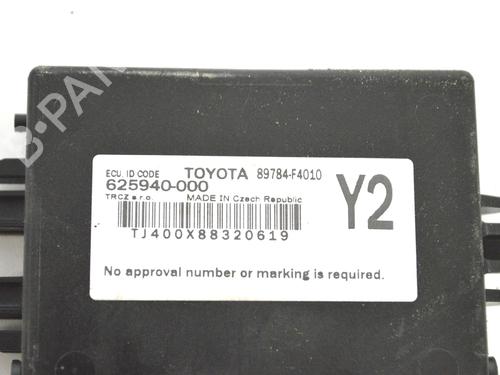 ECU. ID CODE TOYOTA 89784-F4010
625940-000 Y2
TRCZ s.r.o. MADE IN Czech Republic
TJ400X88320619
No approval number or marking is required.
B-PAR